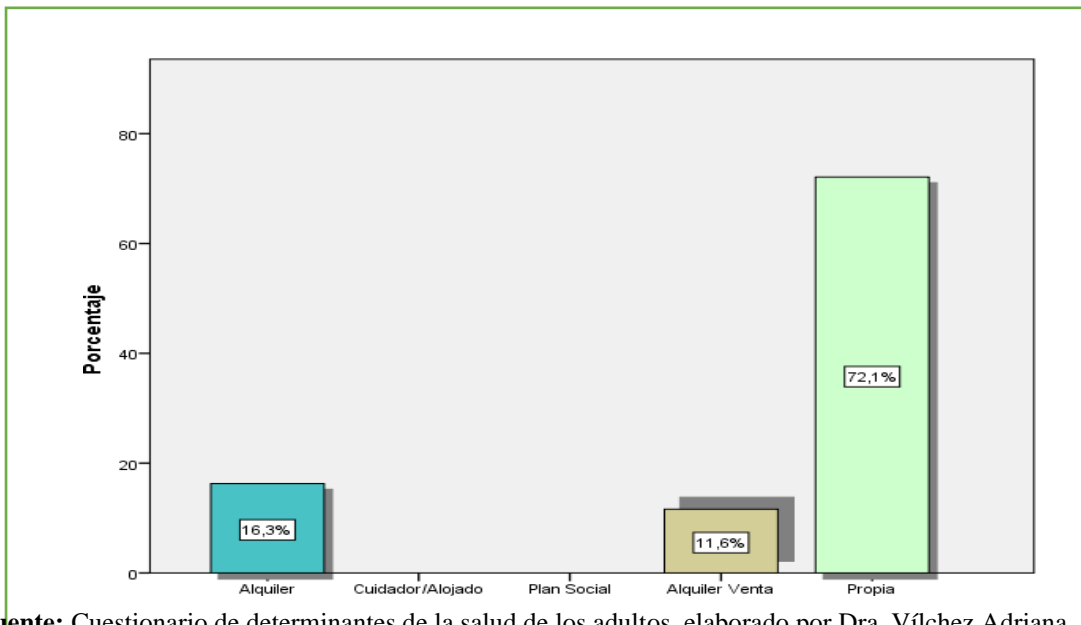 80
60
40
20
0
Porcentaje
16,3%
11,6%
72,1%
Alquiler Cuidador/Alojado Plan Social Alquiler Venta Propia
uente: Cuestionario de determinantes de la salud de los adultos, elaborado por Dra. Vílchez Adriana